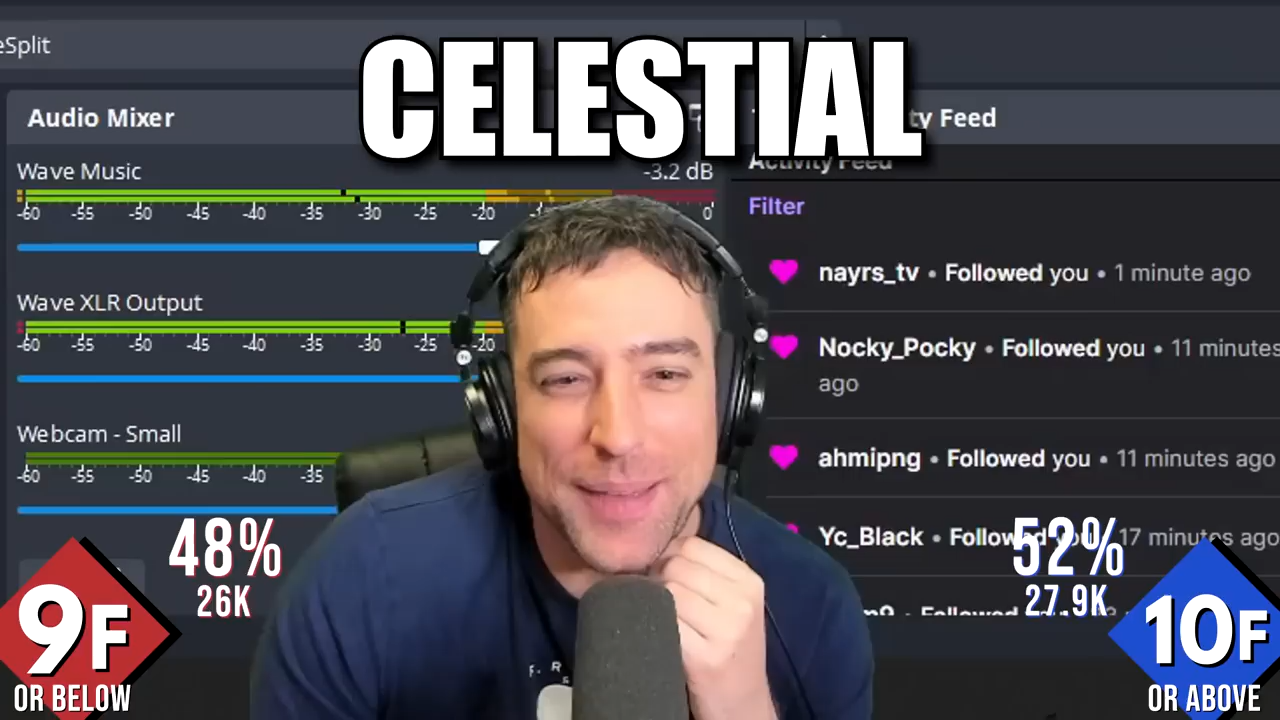 eSplit
CELESTIAL
Audio Mixer
ty Feed
Activity Feed
Wave Music
-3.2 dB
-60 -55 -50 -45 -40 -35 -30 -25 -20 0
Filter
nayrs_tv • Followed you • 1 minute ago
Wave XLR Output
-60 -55 -50 -45 -40 -35 -30 -25 -20
Nocky_Pocky • Followed you • 11 minutes
ago
Webcam - Small
-60 -55 -50 -45 -40 -35
ahmipng • Followed you • 11 minutes ago
Yc_Black • Followed you • 17 minutes ago
48%
26K
52%
27.9K
9F
OR BELOW
10F
OR ABOVE